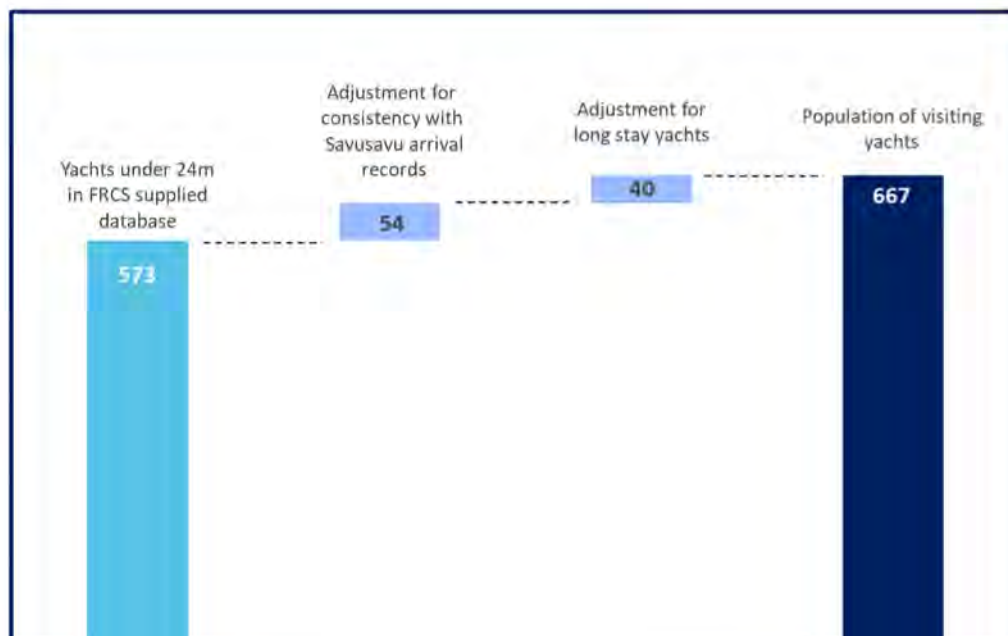 Yachts under 24m
in FRCS supplied
database
573
Adjustment for
consistency with
Savusavu arrival
records
54
Adjustment for
long stay yachts
40
Population of visiting
yachts
667